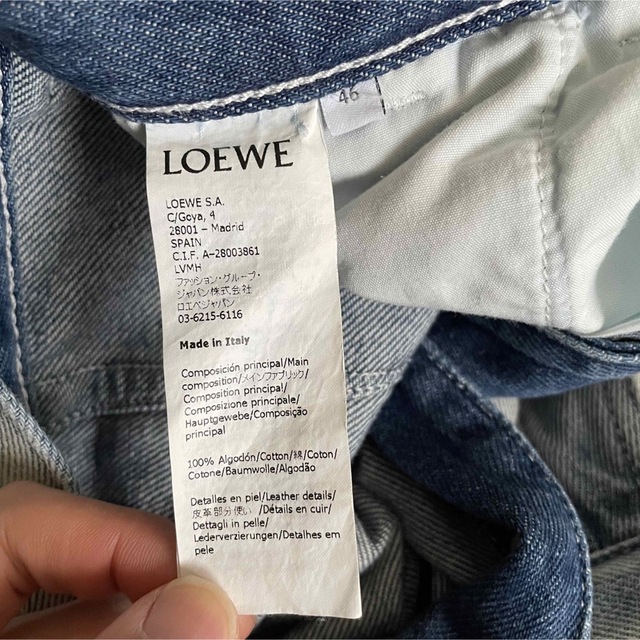 46
LOEWE
LOEWE S.A.
C/Goya, 4
28001 – Madrid
SPAIN
C.I.F. A-28003861
LVMH
ファッション・グループ・
ジャパン株式会社
ロエベジャパン
03-6215-6116
Made in Italy
Composición principal/Main
composition/メインファブリック/
Composition principal/
Composizione principale/
Hauptgewebe/Composição
principal
100% Algodón/Cotton/綿/Coton/
Cotone/Baumwolle/Algodão
Detalles en piel/Leather details/
皮革部分使い /Détails en cuir/
Dettagli in pelle/
Lederverzierungen/Detalhes em
pele